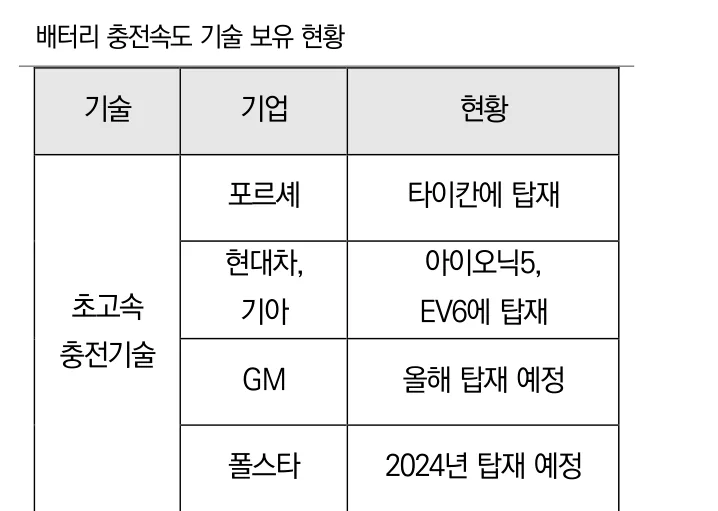 배터리 충전속도 기술 보유 현황
기술 기업 현황
포르셰 타이칸에 탑재
현대차, 아이오닉5,
기아 EV6에 탑재
초고속
충전기술
GM 올해 탑재 예정
폴스타 2024년 탑재 예정